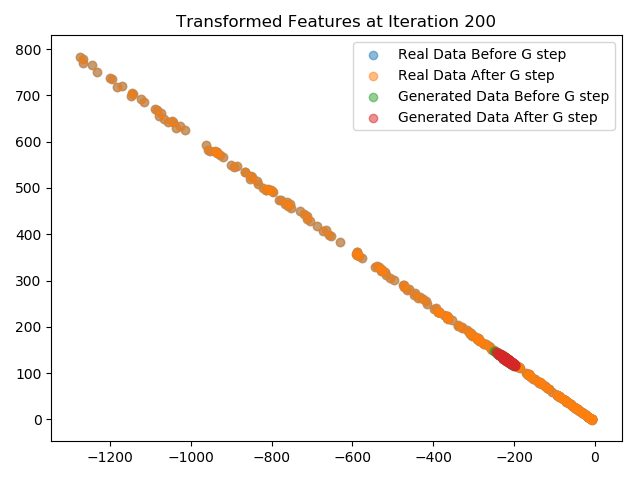 Transformed Features at Iteration 200
Real Data Before G step
Real Data After G step
Generated Data Before G step
Generated Data After G step
800
700
600
500
400
300
200
100
0
−1200 −1000 −800 −600 −400 −200 0